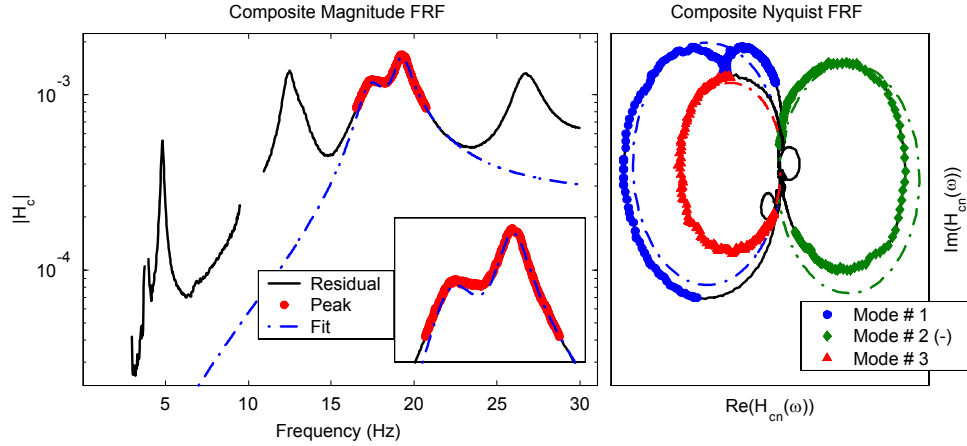 Composite Magnitude FRF
Composite Nyquist FRF
10^-3
10^-4
|H_c|
5
10
15
20
25
30
Frequency (Hz)
Residual
Peak
Fit
Mode # 1
Mode # 2 (-)
Mode # 3
Re(H_cn(ω))
Im(H_cn(ω))